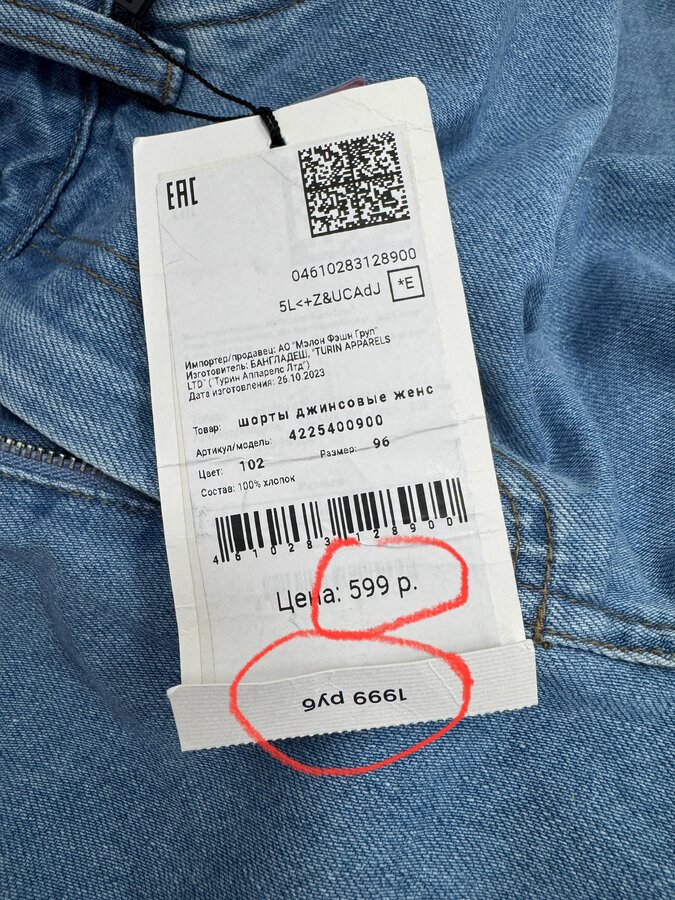 EAC
04610283128900
5L<+Z&UCAdJ *E
Импортер/продавец: АО "Мэлон Фэшн Груп"
Изготовитель: БАНГЛАДЕШ, "TURIN APPARELS
LTD" ("Турин Аппарелс Лтд")
Дата изготовления: 26.10.2023
Товар: шорты джинсовые женс
Артикул/модель: 4225400900
Цвет: 102 Размер: 96
Состав: 100% хлопок
4610283128900
Цена: 599 р.
1999 руб